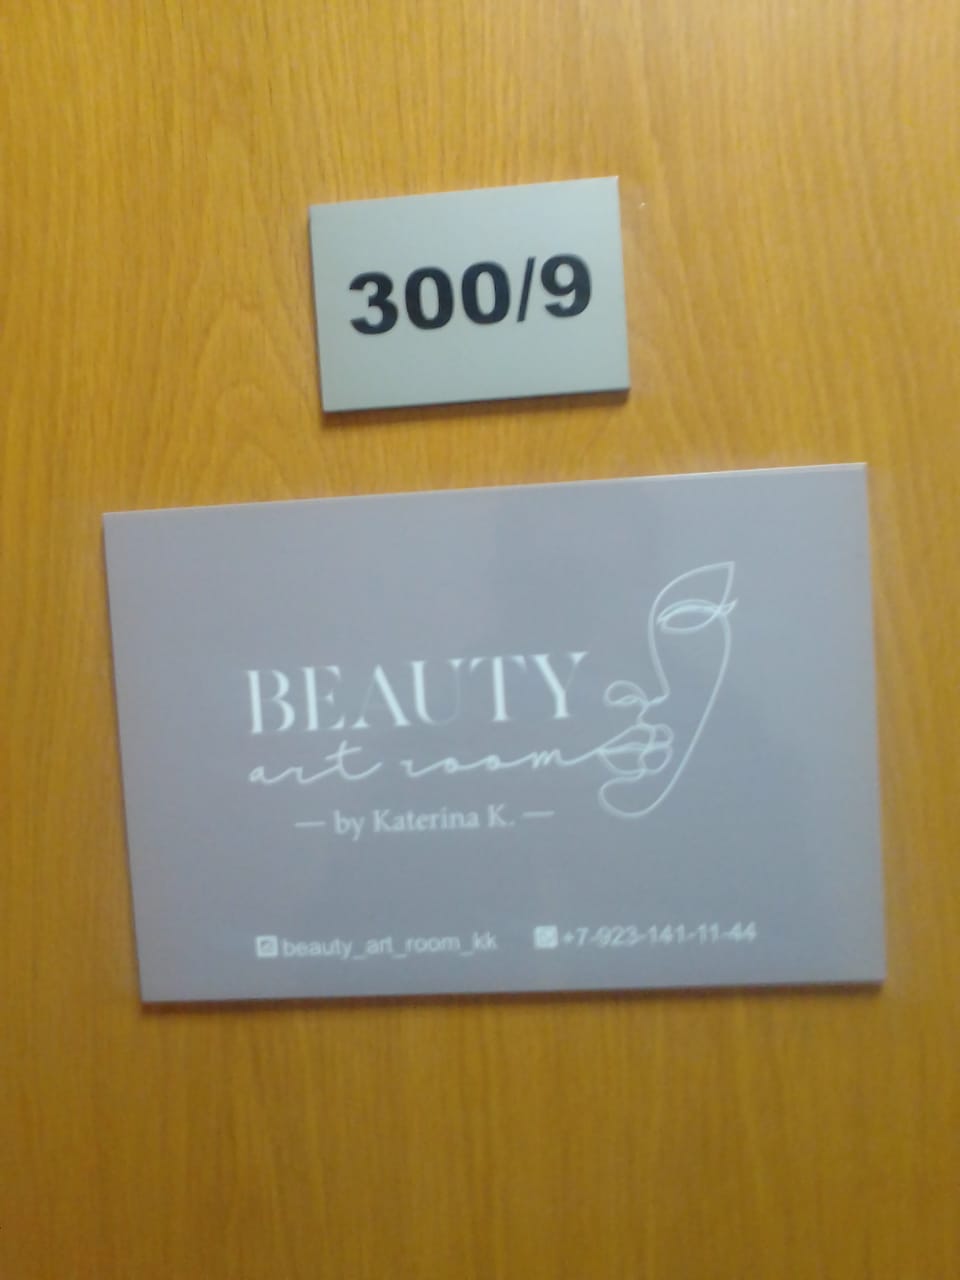 300/9
BEAUTY
art room
— by Katerina K. —
beauty_art_room_kk +7-923-141-11-44